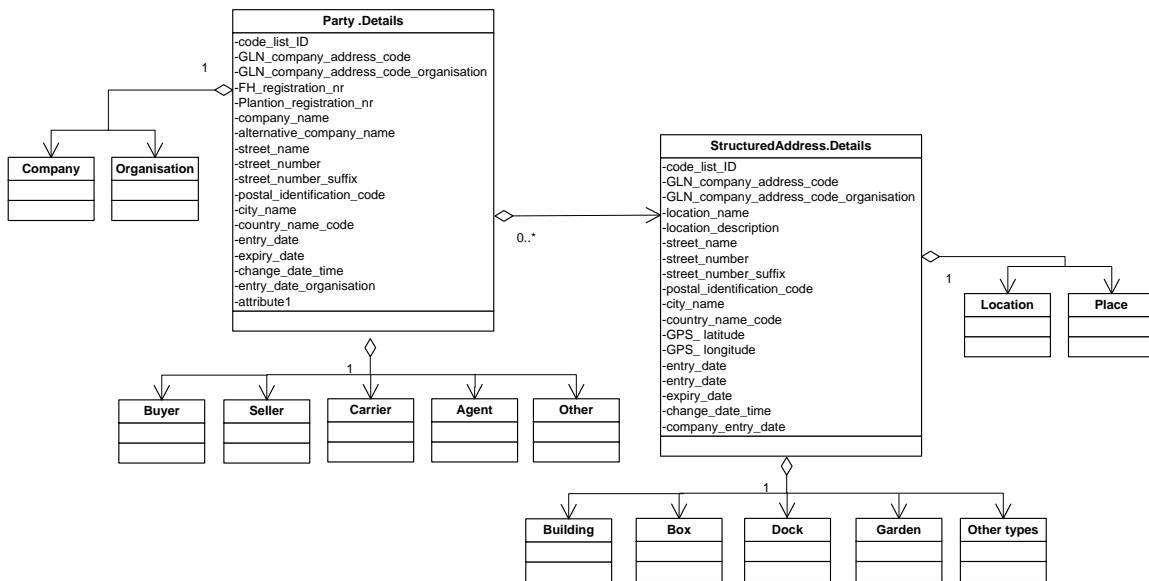 Party .Details
-code_list_ID
-GLN_company_address_code
-GLN_company_address_code_organisation
-FH_registration_nr
-Plantion_registration_nr
-company_name
-alternative_company_name
-street_name
-street_number
-street_number_suffix
-postal_identification_code
-city_name
-country_name_code
-entry_date
-expiry_date
-change_date_time
-entry_date_organisation
-attribute1
1
Company
Organisation
0..*
1
Buyer
Seller
Carrier
Agent
Other
StructuredAddress.Details
-code_list_ID
-GLN_company_address_code
-GLN_company_address_code_organisation
-location_name
-location_description
-street_name
-street_number
-street_number_suffix
-postal_identification_code
-city_name
-country_name_code
-GPS_ latitude
-GPS_ longitude
-entry_date
-entry_date
-expiry_date
-change_date_time
-company_entry_date
1
Location
Place
1
Building
Box
Dock
Garden
Other types